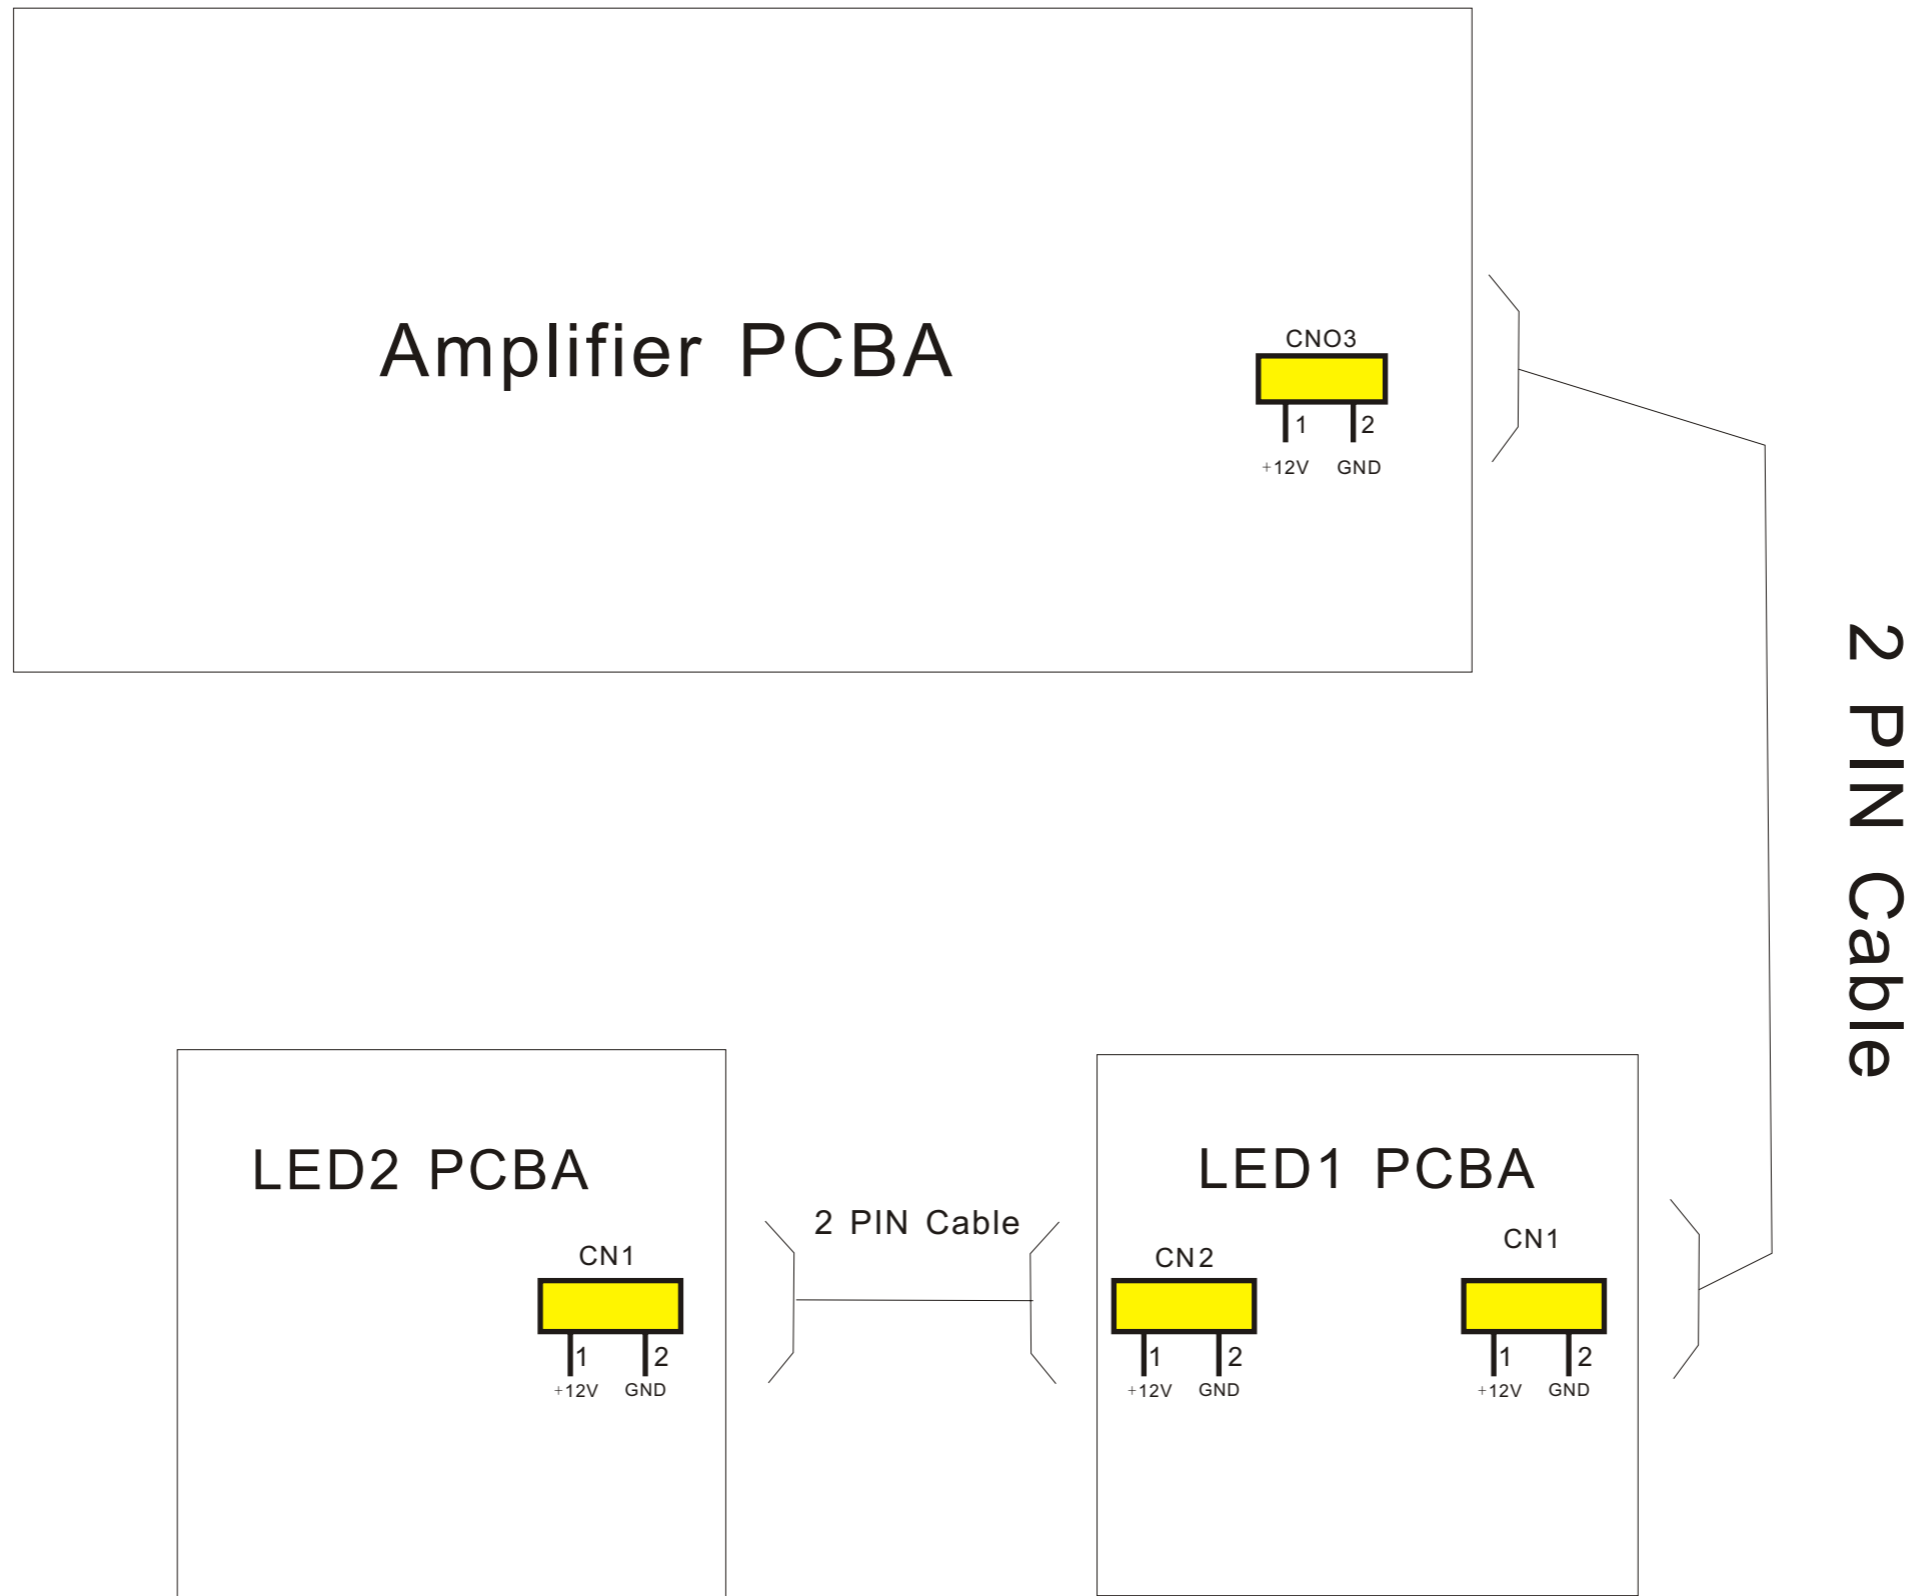 Amplifier PCBA
CNO3
1 2
+12V GND
2 PIN Cable
LED2 PCBA
CN1
1 2
+12V GND
2 PIN Cable
LED1 PCBA
CN2
1 2
+12V GND
CN1
1 2
+12V GND